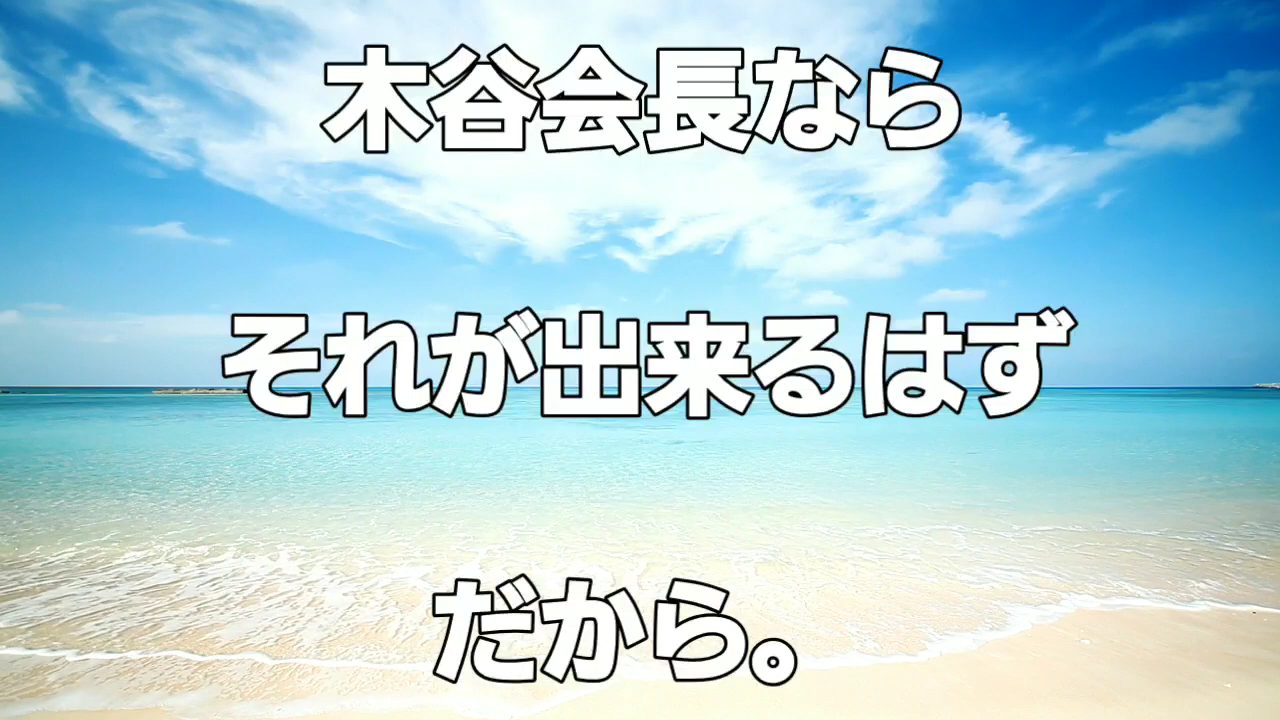 木谷会長なら
それが出来るはず
だから。